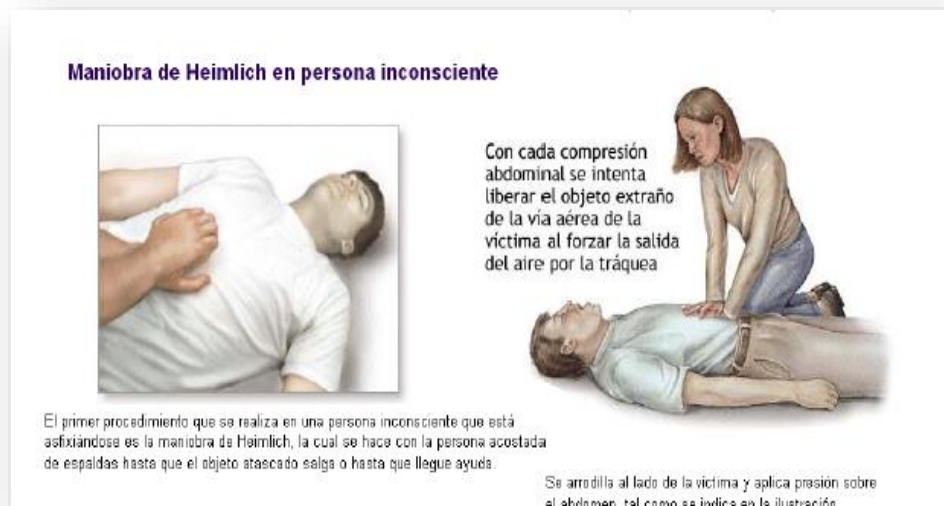 Maniobra de Heimlich en persona inconsciente
Con cada compresión
abdominal se intenta
liberar el objeto extraño
de la vía aérea de la
víctima al forzar la salida
del aire por la tráquea
El primer procedimiento que se realiza en una persona inconsciente que está
asfixiándose es la maniobra de Heimlich, la cual se hace con la persona acostada
de espaldas hasta que el objeto atascado salga o hasta que llegue ayuda.
Se arrodilla al lado de la víctima y aplica presión sobre
el abdomen, tal como se indica en la ilustración